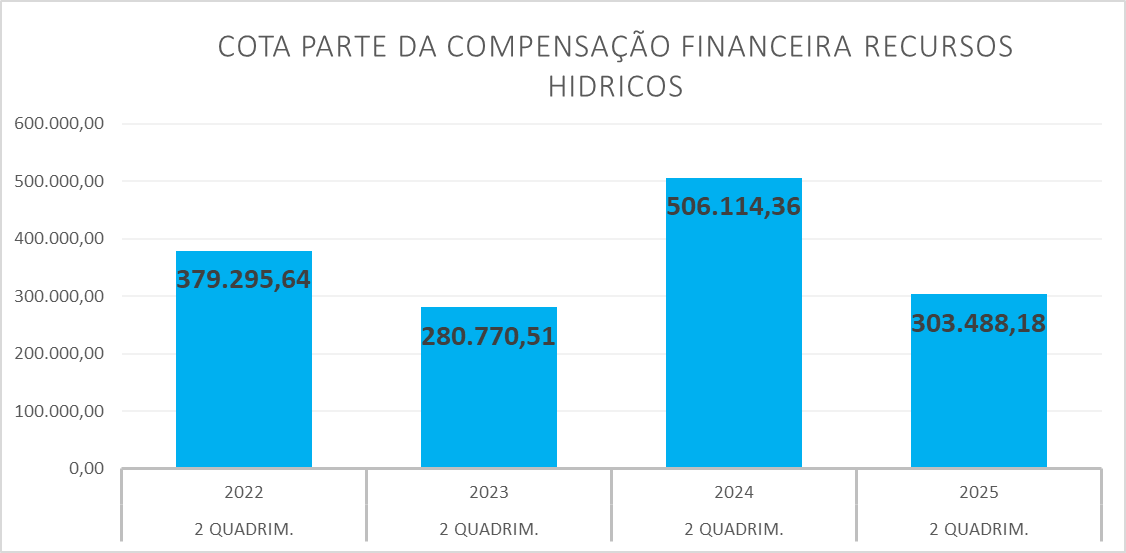 COTA PARTE DA COMPENSAÇÃO FINANCEIRA RECURSOS
HIDRICOS
600.000,00
500.000,00
400.000,00
300.000,00
200.000,00
100.000,00
0,00
379.295,64
280.770,51
506.114,36
303.488,18
2022 2023 2024 2025
2 QUADRIM. 2 QUADRIM. 2 QUADRIM. 2 QUADRIM.